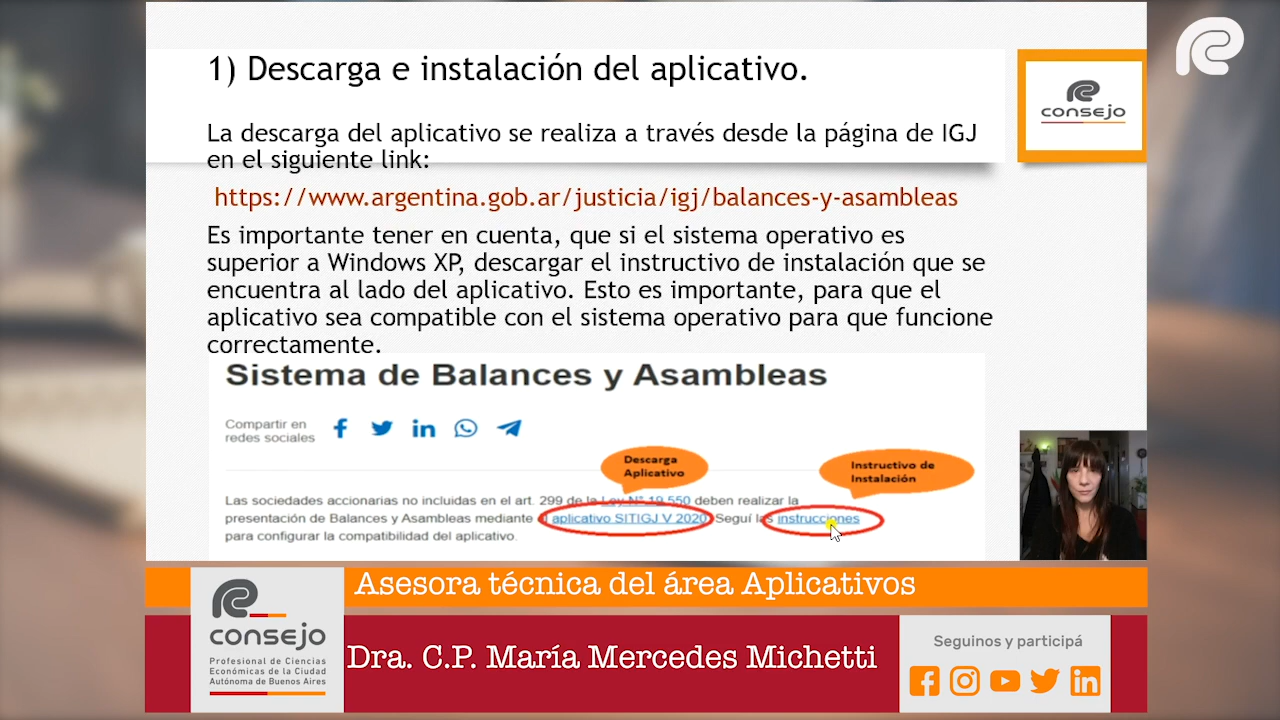 1) Descarga e instalación del aplicativo.
La descarga del aplicativo se realiza a través desde la página de IGJ
en el siguiente link:
https://www.argentina.gob.ar/justicia/igj/balances-y-asambleas
Es importante tener en cuenta, que si el sistema operativo es
superior a Windows XP, descargar el instructivo de instalación que se
encuentra al lado del aplicativo. Esto es importante, para que el
aplicativo sea compatible con el sistema operativo para que funcione
correctamente.
consejo
Sistema de Balances y Asambleas
Compartir en
redes sociales
Descarga
Aplicativo
Instructivo de
Instalación
Las sociedades accionarias no incluidas en el art. 299 de la Ley N° 19.550 deben realizar la
presentación de Balances y Asambleas mediante el aplicativo SITIGJ V 2020. Seguí las instrucciones
para configurar la compatibilidad del aplicativo.
Asesora técnica del área Aplicativos
consejo
Profesional de Ciencias
Económicas de la Ciudad
Autónoma de Buenos Aires
Dra. C.P. María Mercedes Michetti
Seguinos y participá